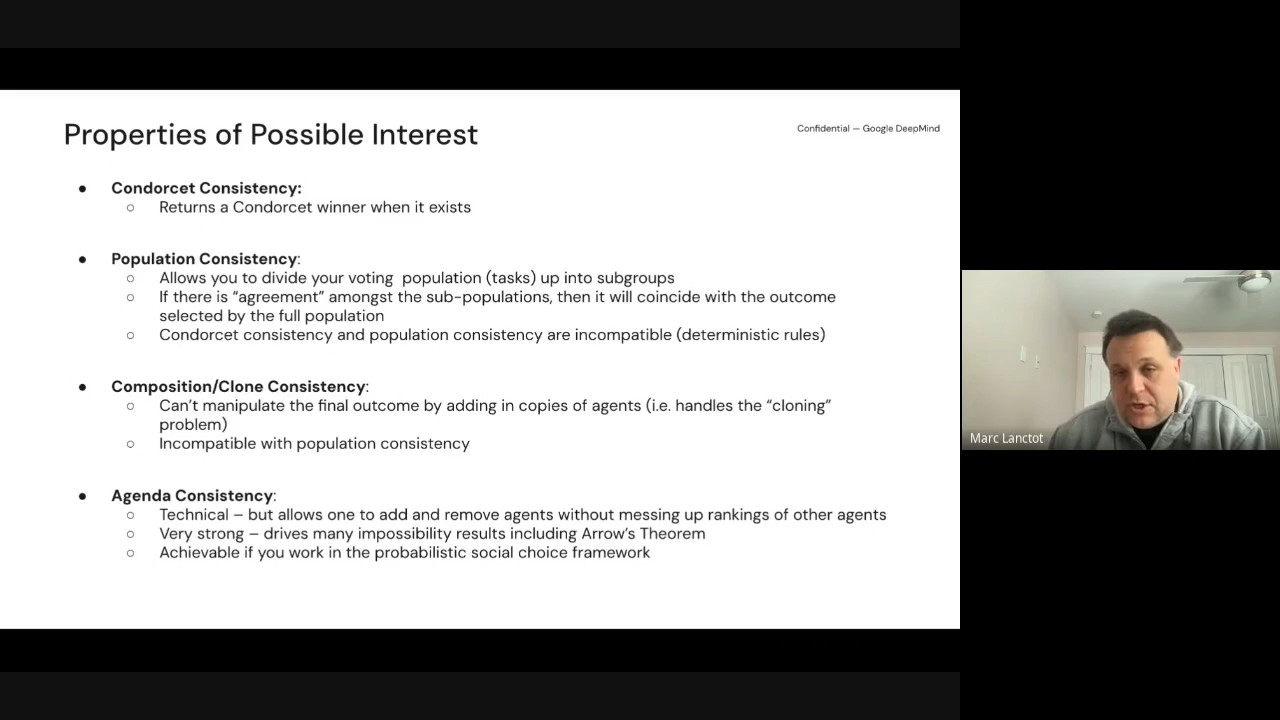 Properties of Possible Interest
Confidential — Google DeepMind
● Condorcet Consistency:
○ Returns a Condorcet winner when it exists
● Population Consistency:
○ Allows you to divide your voting population (tasks) up into subgroups
○ If there is “agreement” amongst the sub-populations, then it will coincide with the outcome
selected by the full population
○ Condorcet consistency and population consistency are incompatible (deterministic rules)
● Composition/Clone Consistency:
○ Can’t manipulate the final outcome by adding in copies of agents (i.e. handles the “cloning”
problem)
○ Incompatible with population consistency
● Agenda Consistency:
○ Technical – but allows one to add and remove agents without messing up rankings of other agents
○ Very strong – drives many impossibility results including Arrow’s Theorem
○ Achievable if you work in the probabilistic social choice framework
Marc Lanctot